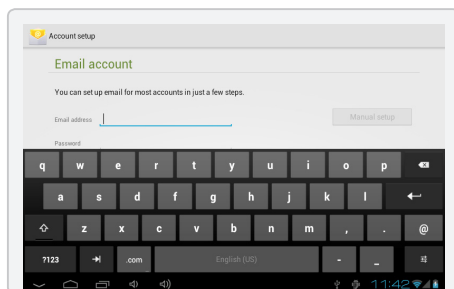 Account setup
Email account
You can set up email for most accounts in just a few steps.
Email address
Manual setup
Password
q w e r t y u i o p
a s d f g h j k l
z x c v b n m , . @
?123 .com English (US) - _
11:42